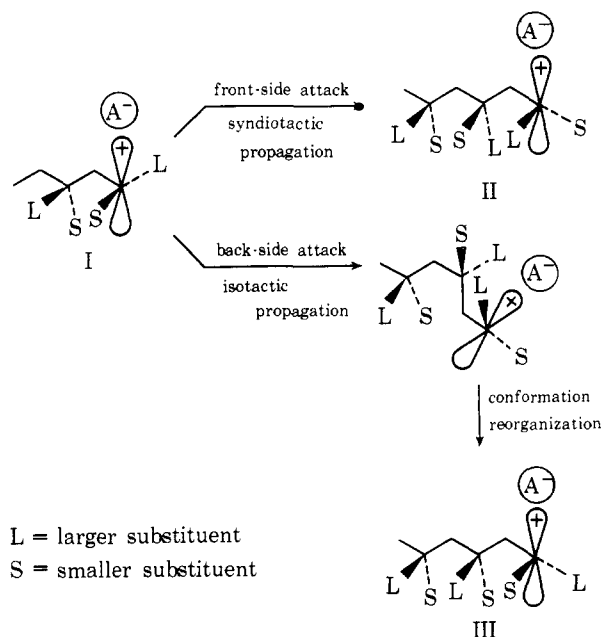 A⁻
A⁻
+
front-side attack
syndiotactic
propagation
+
L
L
S
S
I
L
S
S
L
L
S
II
back-side attack
isotactic
propagation
S
L
A⁻
L
S
L
+
S
conformation
reorganization
A⁻
+
L = larger substituent
S = smaller substituent
L
S
L
S
S
L
III